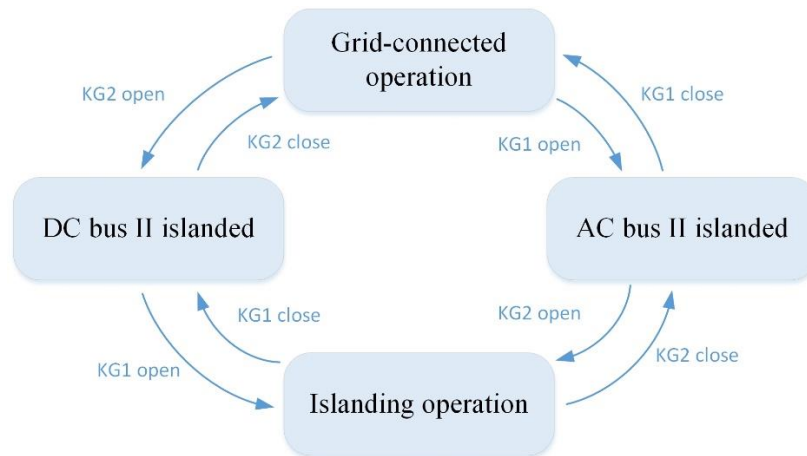 Grid-connected
operation
KG2 open
KG1 close
KG2 close
KG1 open
DC bus II islanded
AC bus II islanded
KG1 close
KG2 open
KG1 open
KG2 close
Islanding operation